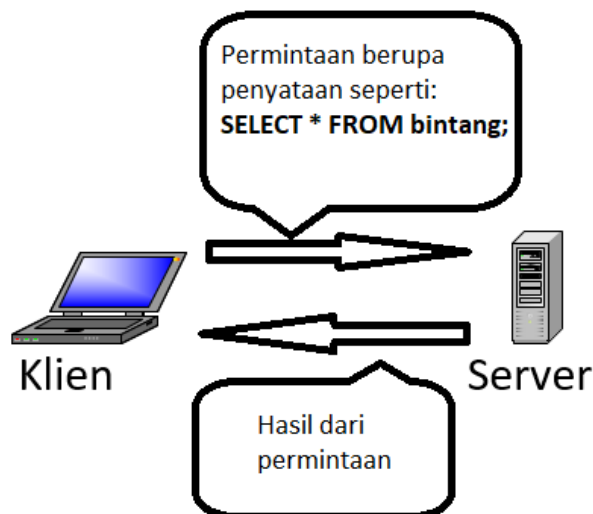 Permintaan berupa
penyataan seperti:
SELECT * FROM bintang;
Klien
Server
Hasil dari
permintaan